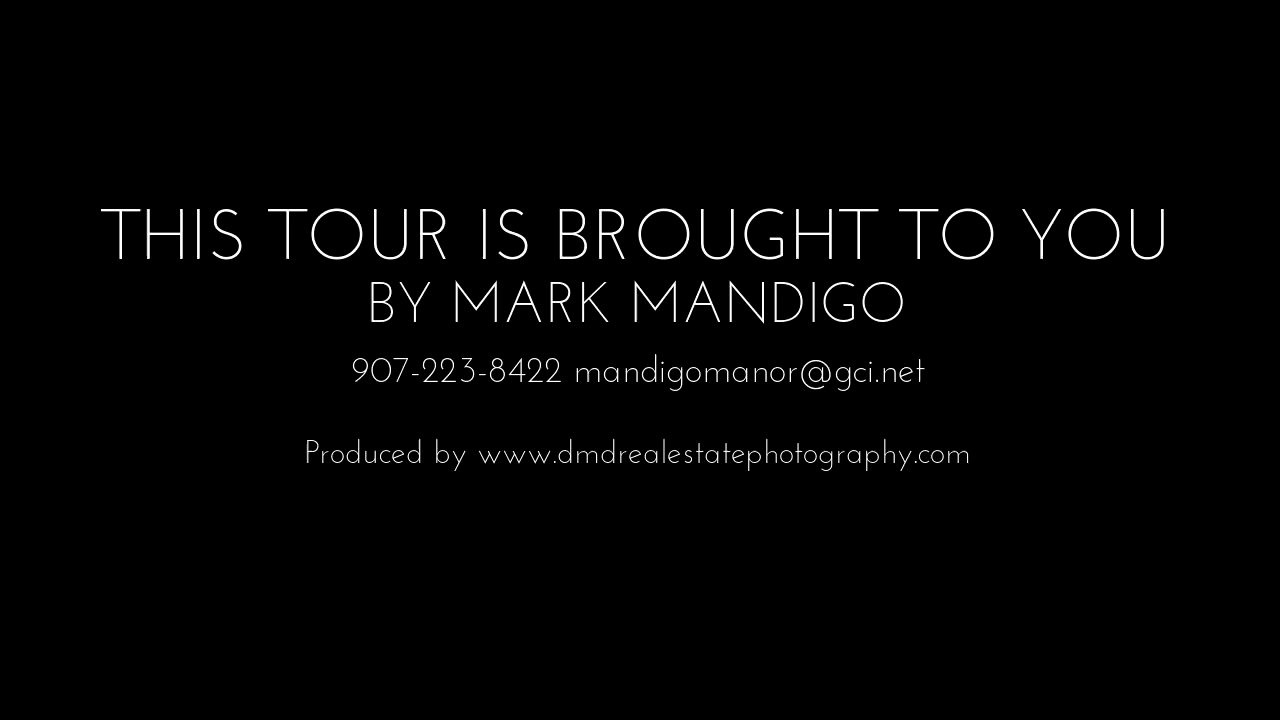 THIS TOUR IS BROUGHT TO YOU
BY MARK MANDIGO
907-223-8422 mandigomanor@gci.net
Produced by www.dmdrealestatephotography.com